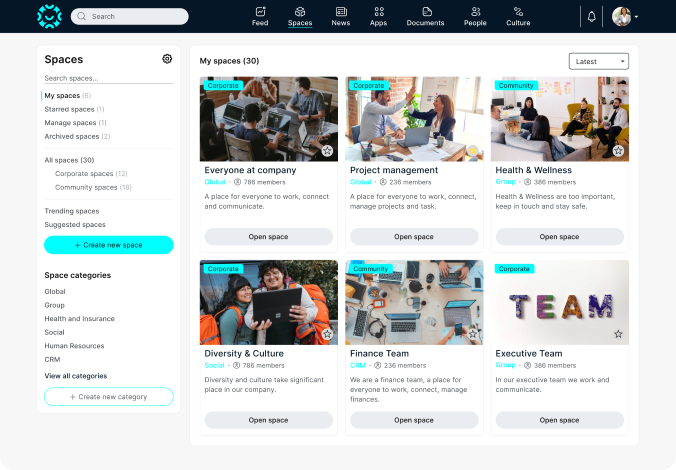 Search
Feed
Spaces
News
Apps
Documents
People
Culture
Spaces
Search spaces...
My spaces (6)
Starred spaces (1)
Manage spaces (1)
Archived spaces (2)
All spaces (30)
Corporate spaces (12)
Community spaces (18)
Trending spaces
Suggested spaces
+ Create new space
Space categories
Global
Group
Health and Insurance
Social
Human Resources
CRM
View all categories
+ Create new category
My spaces (30)
Latest
Corporate
Everyone at company
Global · 786 members
A place for everyone to work, connect
and communicate.
Open space
Corporate
Project management
Global · 236 members
A place for everyone to work, connect,
manage projects and task.
Open space
Community
Health & Wellness
Group · 386 members
Health & Wellness are too important,
keep in touch and stay safe.
Open space
Corporate
Diversity & Culture
Social · 786 members
Diversity and culture take significant
place in our company.
Open space
Community
Finance Team
CRM · 236 members
We are a finance team, a place for
everyone to work, connect, manage
finances.
Open space
Corporate
TEAM
Executive Team
Group · 386 members
In our executive team we work and
communicate.
Open space